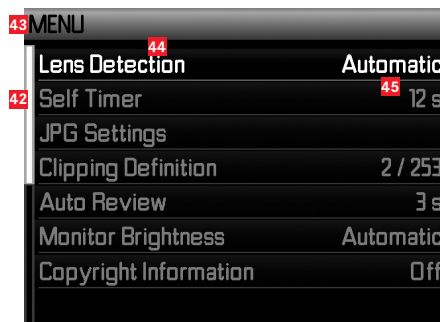 43 MENU
44
Lens Detection Automatic
45
42 Self Timer 12 s
JPG Settings
Clipping Definition 2 / 253
Auto Review 3 s
Monitor Brightness Automatic
Copyright Information Off